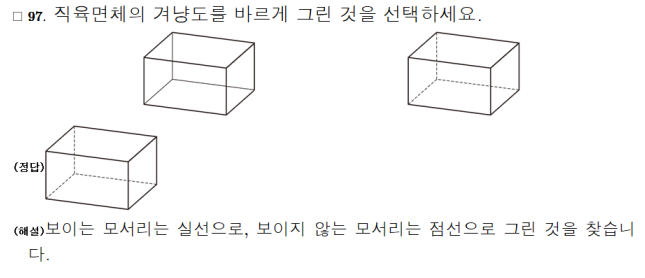 □ 97. 직육면체의 겨냥도를 바르게 그린 것을 선택하세요.
(정답)
(해설)보이는 모서리는 실선으로, 보이지 않는 모서리는 점선으로 그린 것을 찾습니
다.